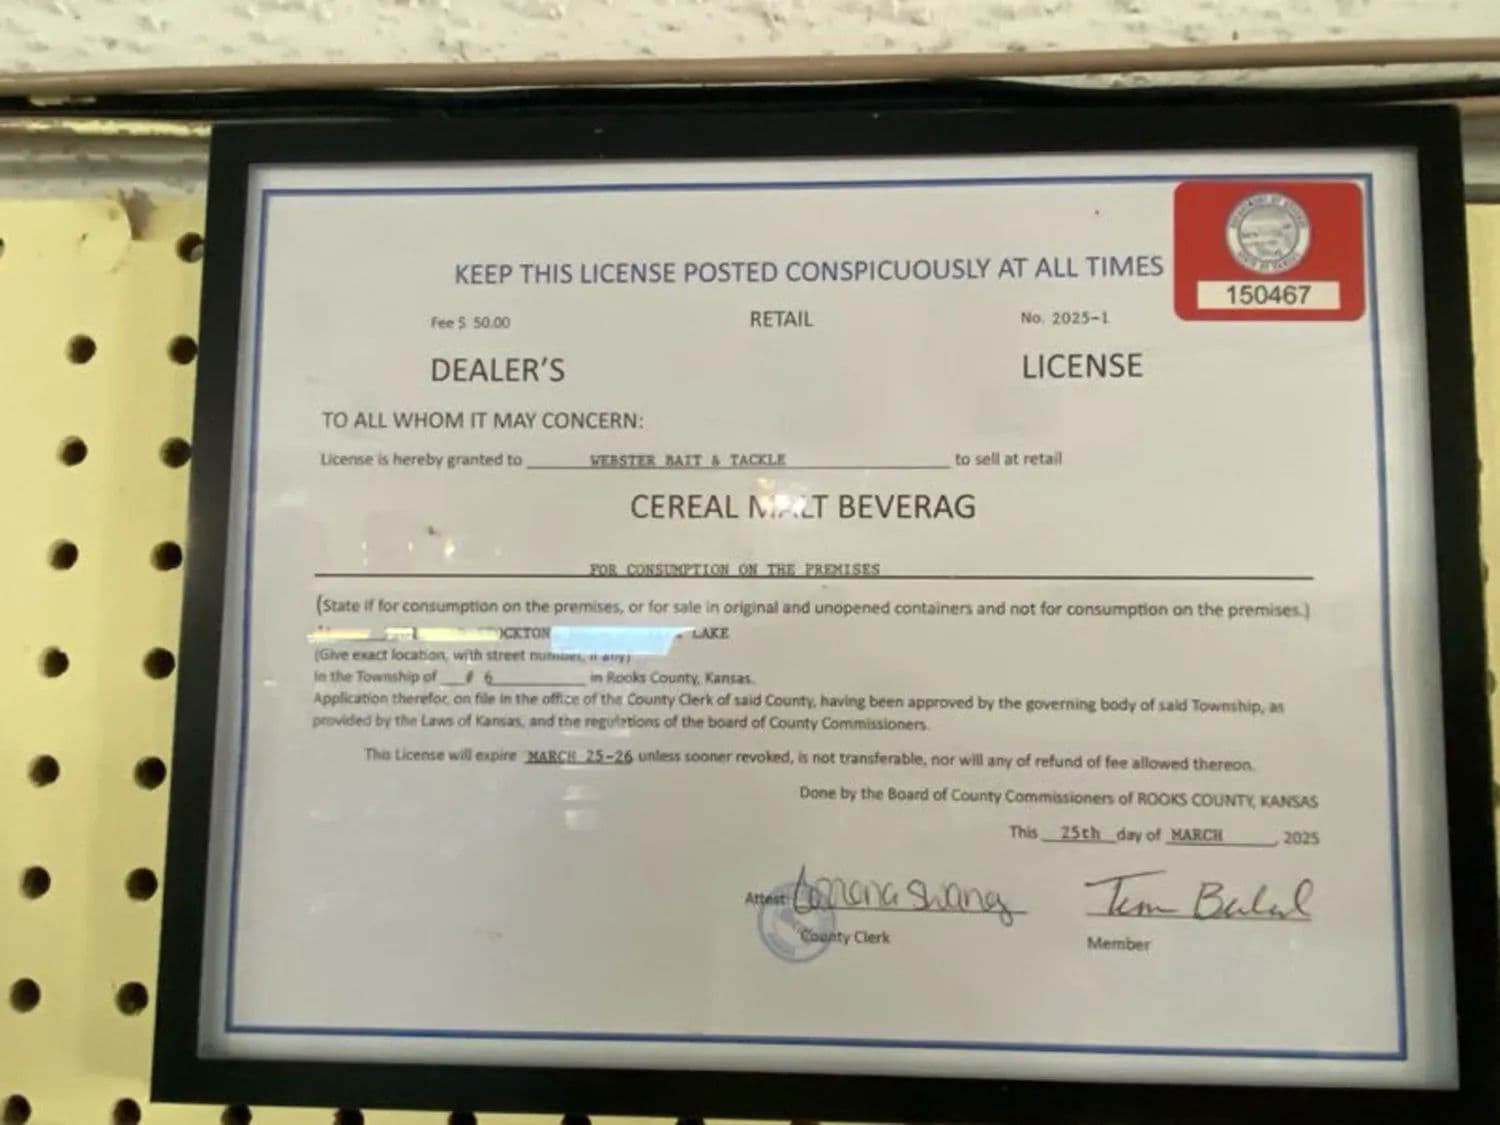 KEEP THIS LICENSE POSTED CONSPICUOUSLY AT ALL TIMES
150467
Fee $ 50.00 RETAIL No. 2025-1
DEALER'S LICENSE
TO ALL WHOM IT MAY CONCERN:
License is hereby granted to WEBSTER BAIT & TACKLE to sell at retail
CEREAL MALT BEVERAG
FOR CONSUMPTION ON THE PREMISES
(State if for consumption on the premises, or for sale in original and unopened containers and not for consumption on the premises.)
LAKE
(Give exact location, with street number, if any)
In the Township of # 6 in Rooks County, Kansas.
Application therefor, on file in the office of the County Clerk of said County, having been approved by the governing body of said Township, as
provided by the Laws of Kansas, and the regulations of the board of County Commissioners.
This License will expire MARCH 25-26 unless sooner revoked, is not transferable, nor will any of refund of fee allowed thereon.
Done by the Board of County Commissioners of ROOKS COUNTY, KANSAS
This 25th day of MARCH, 2025
Attest:
County Clerk
Member